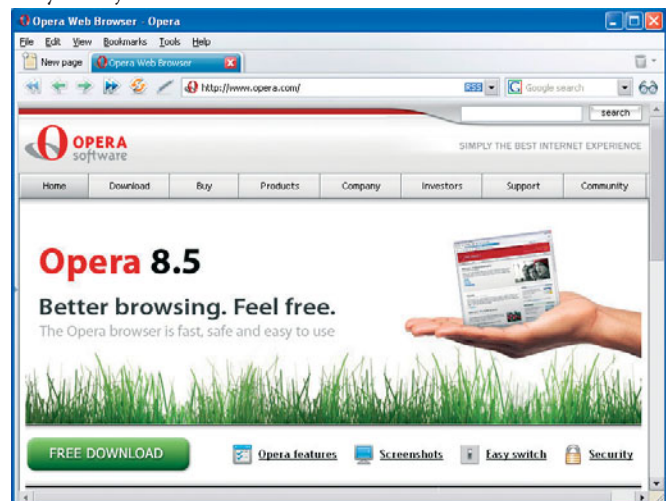 Opera Web Browser - Opera
File Edit View Bookmarks Tools Help
New page Opera Web Browser
http://www.opera.com/ RSS Google search
search
OPERA
software
SIMPLY THE BEST INTERNET EXPERIENCE
Home Download Buy Products Company Investors Support Community
Opera 8.5
Better browsing. Feel free.
The Opera browser is fast, safe and easy to use
FREE DOWNLOAD Opera features Screenshots Easy switch Security